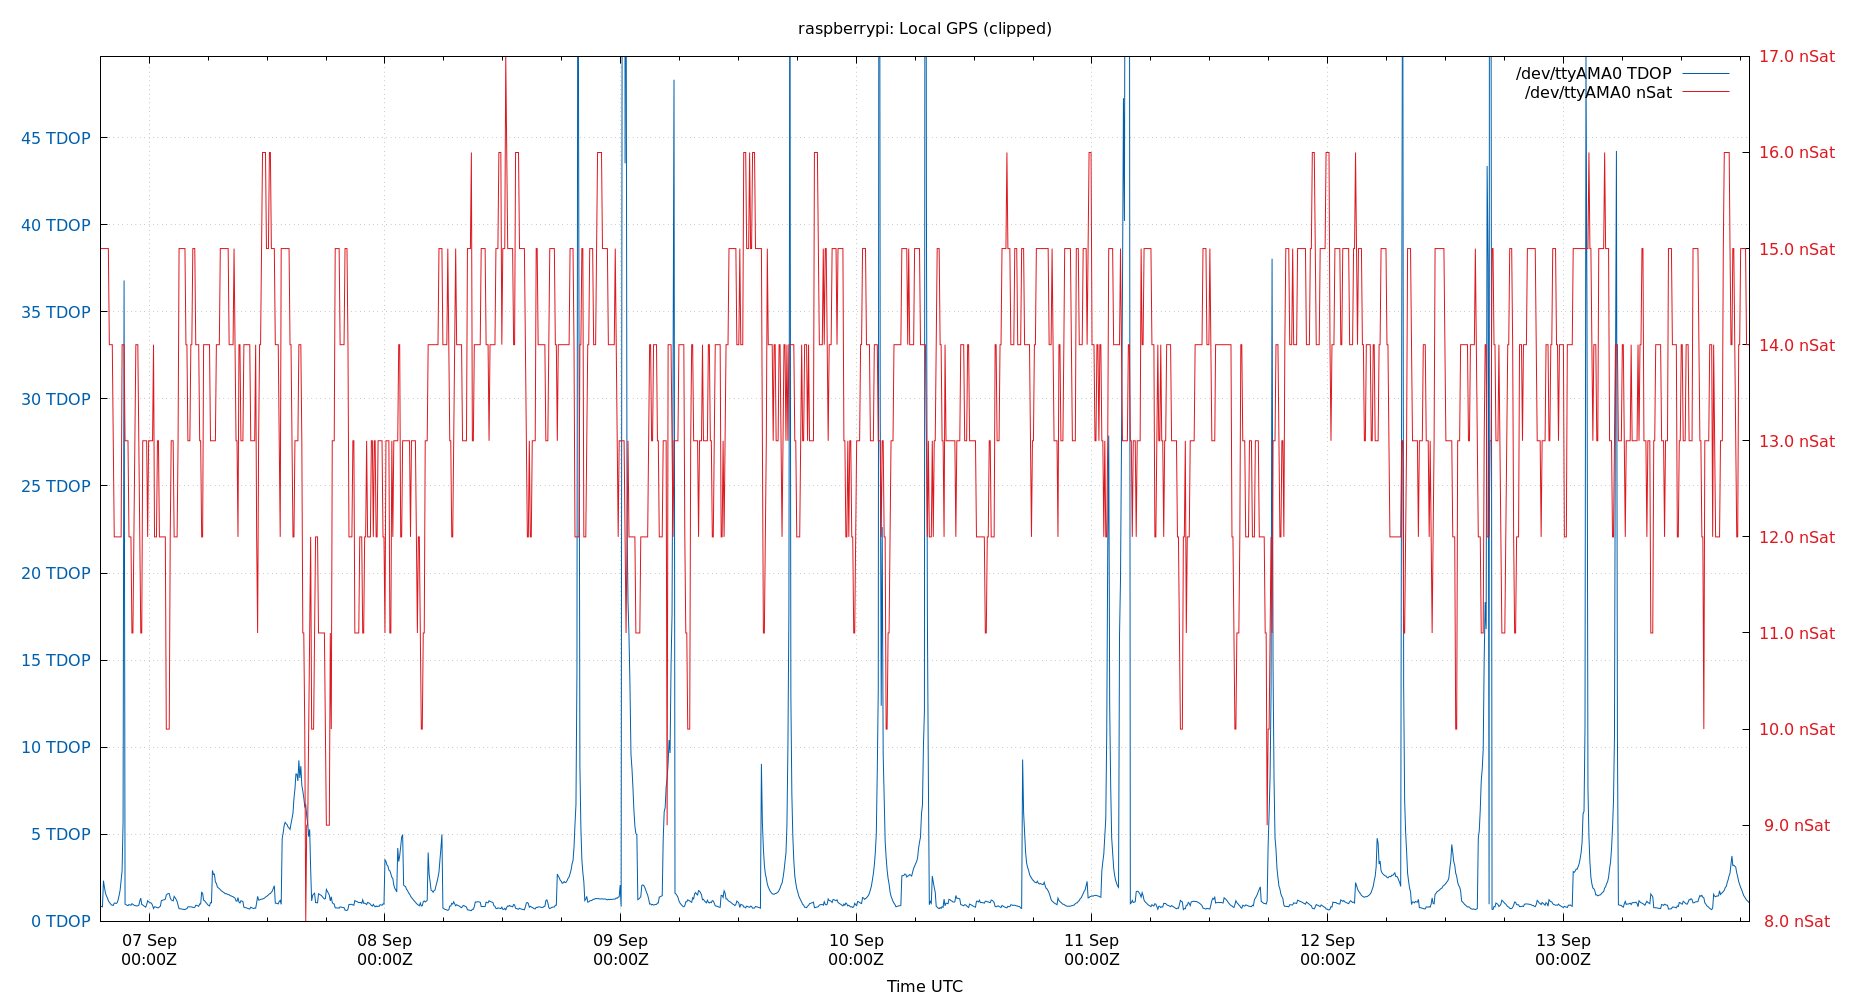 raspberrypi: Local GPS (clipped)
/dev/ttyAMA0 TDOP
/dev/ttyAMA0 nSat
45 TDOP
40 TDOP
35 TDOP
30 TDOP
25 TDOP
20 TDOP
15 TDOP
10 TDOP
5 TDOP
0 TDOP
17.0 nSat
16.0 nSat
15.0 nSat
14.0 nSat
13.0 nSat
12.0 nSat
11.0 nSat
10.0 nSat
9.0 nSat
8.0 nSat
07 Sep
00:00Z
08 Sep
00:00Z
09 Sep
00:00Z
10 Sep
00:00Z
11 Sep
00:00Z
12 Sep
00:00Z
13 Sep
00:00Z
Time UTC